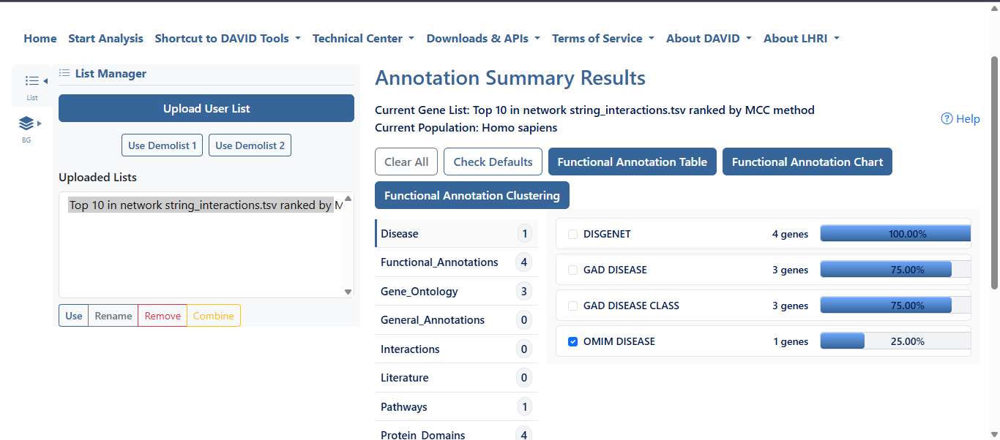 Home Start Analysis Shortcut to DAVID Tools Technical Center Downloads & APIs Terms of Service About DAVID About LHRI
List
BG
List Manager
Upload User List
Use Demolist 1 Use Demolist 2
Uploaded Lists
Top 10 in network string_interactions.tsv ranked by M
Use Rename Remove Combine
Annotation Summary Results
Current Gene List: Top 10 in network string_interactions.tsv ranked by MCC method
Current Population: Homo sapiens
Help
Clear All Check Defaults Functional Annotation Table Functional Annotation Chart
Functional Annotation Clustering
Disease 1
Functional_Annotations 4
Gene_Ontology 3
General_Annotations 0
Interactions 0
Literature 0
Pathways 1
Protein_Domains 4
DISGENET 4 genes 100.00%
GAD DISEASE 3 genes 75.00%
GAD DISEASE CLASS 3 genes 75.00%
OMIM DISEASE 1 genes 25.00%